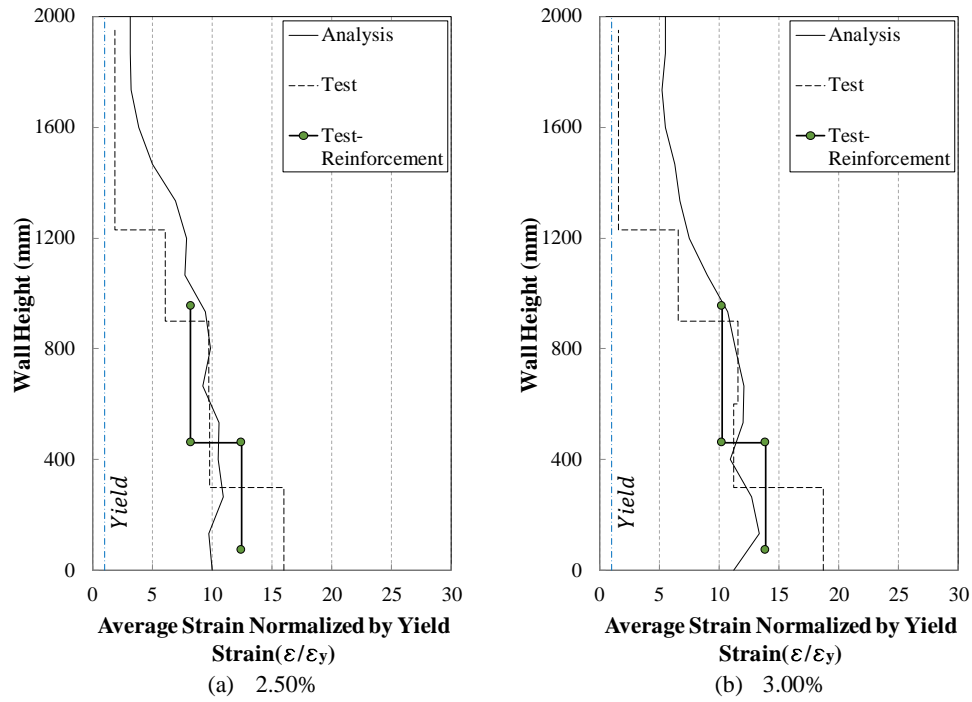 2000
1600
1200
800
400
0
Wall Height (mm)
Analysis
Test
Test-
Reinforcement
Yield
0 5 10 15 20 25 30
Average Strain Normalized by Yield
Strain(ε/εy)
(a) 2.50%
2000
1600
1200
800
400
0
Wall Height (mm)
Analysis
Test
Test-
Reinforcement
Yield
0 5 10 15 20 25 30
Average Strain Normalized by Yield
Strain(ε/εy)
(b) 3.00%